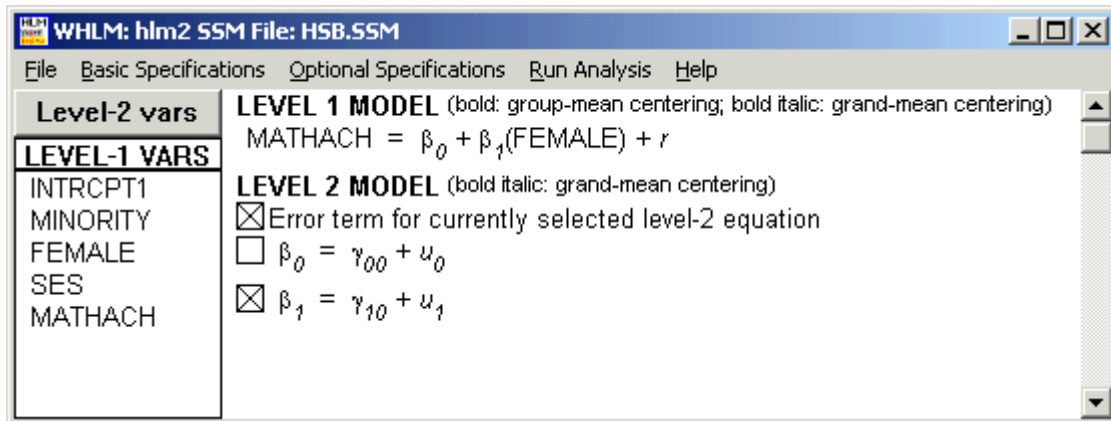 WHLM: hlm2 SSM File: HSB.SSM
File Basic Specifications Optional Specifications Run Analysis Help
Level-2 vars
LEVEL-1 VARS
INTRCPT1
MINORITY
FEMALE
SES
MATHACH
LEVEL 1 MODEL (bold: group-mean centering; bold italic: grand-mean centering)
MATHACH = β₀ + β₁(FEMALE) + r
LEVEL 2 MODEL (bold italic: grand-mean centering)
Error term for currently selected level-2 equation
β₀ = γ₀₀ + u₀
β₁ = γ₁₀ + u₁